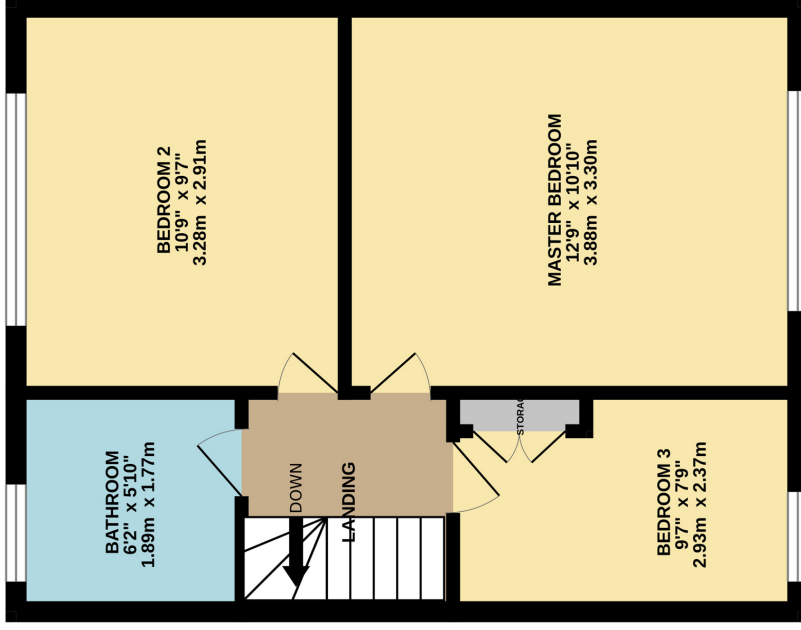 BEDROOM 2
10'9" x 9'7"
3.28m x 2.91m
MASTER BEDROOM
12'9" x 10'10"
3.88m x 3.30m
BATHROOM
6'2" x 5'10"
1.89m x 1.77m
DOWN
LANDING
STORAG
BEDROOM 3
9'7" x 7'9"
2.93m x 2.37m